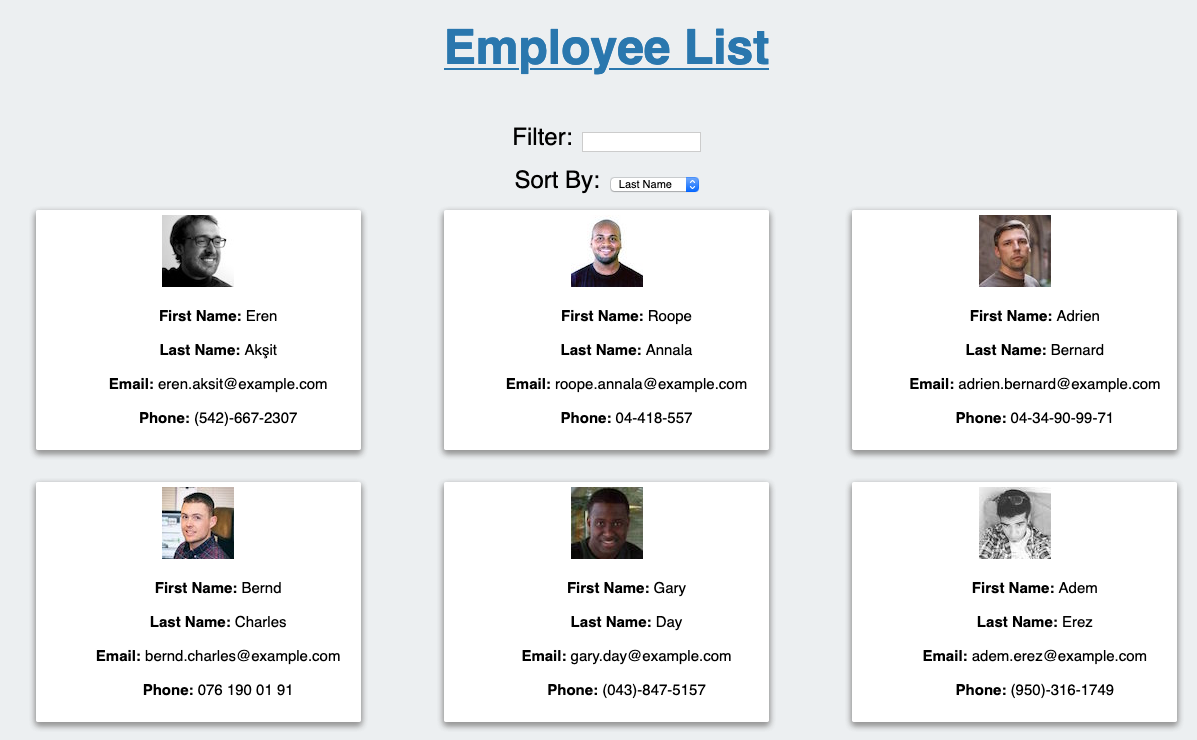 Employee List
Filter:
Sort By: Last Name
First Name: Eren
Last Name: Akşit
Email: eren.aksit@example.com
Phone: (542)-667-2307
First Name: Roope
Last Name: Annala
Email: roope.annala@example.com
Phone: 04-418-557
First Name: Adrien
Last Name: Bernard
Email: adrien.bernard@example.com
Phone: 04-34-90-99-71
First Name: Bernd
Last Name: Charles
Email: bernd.charles@example.com
Phone: 076 190 01 91
First Name: Gary
Last Name: Day
Email: gary.day@example.com
Phone: (043)-847-5157
First Name: Adem
Last Name: Erez
Email: adem.erez@example.com
Phone: (950)-316-1749